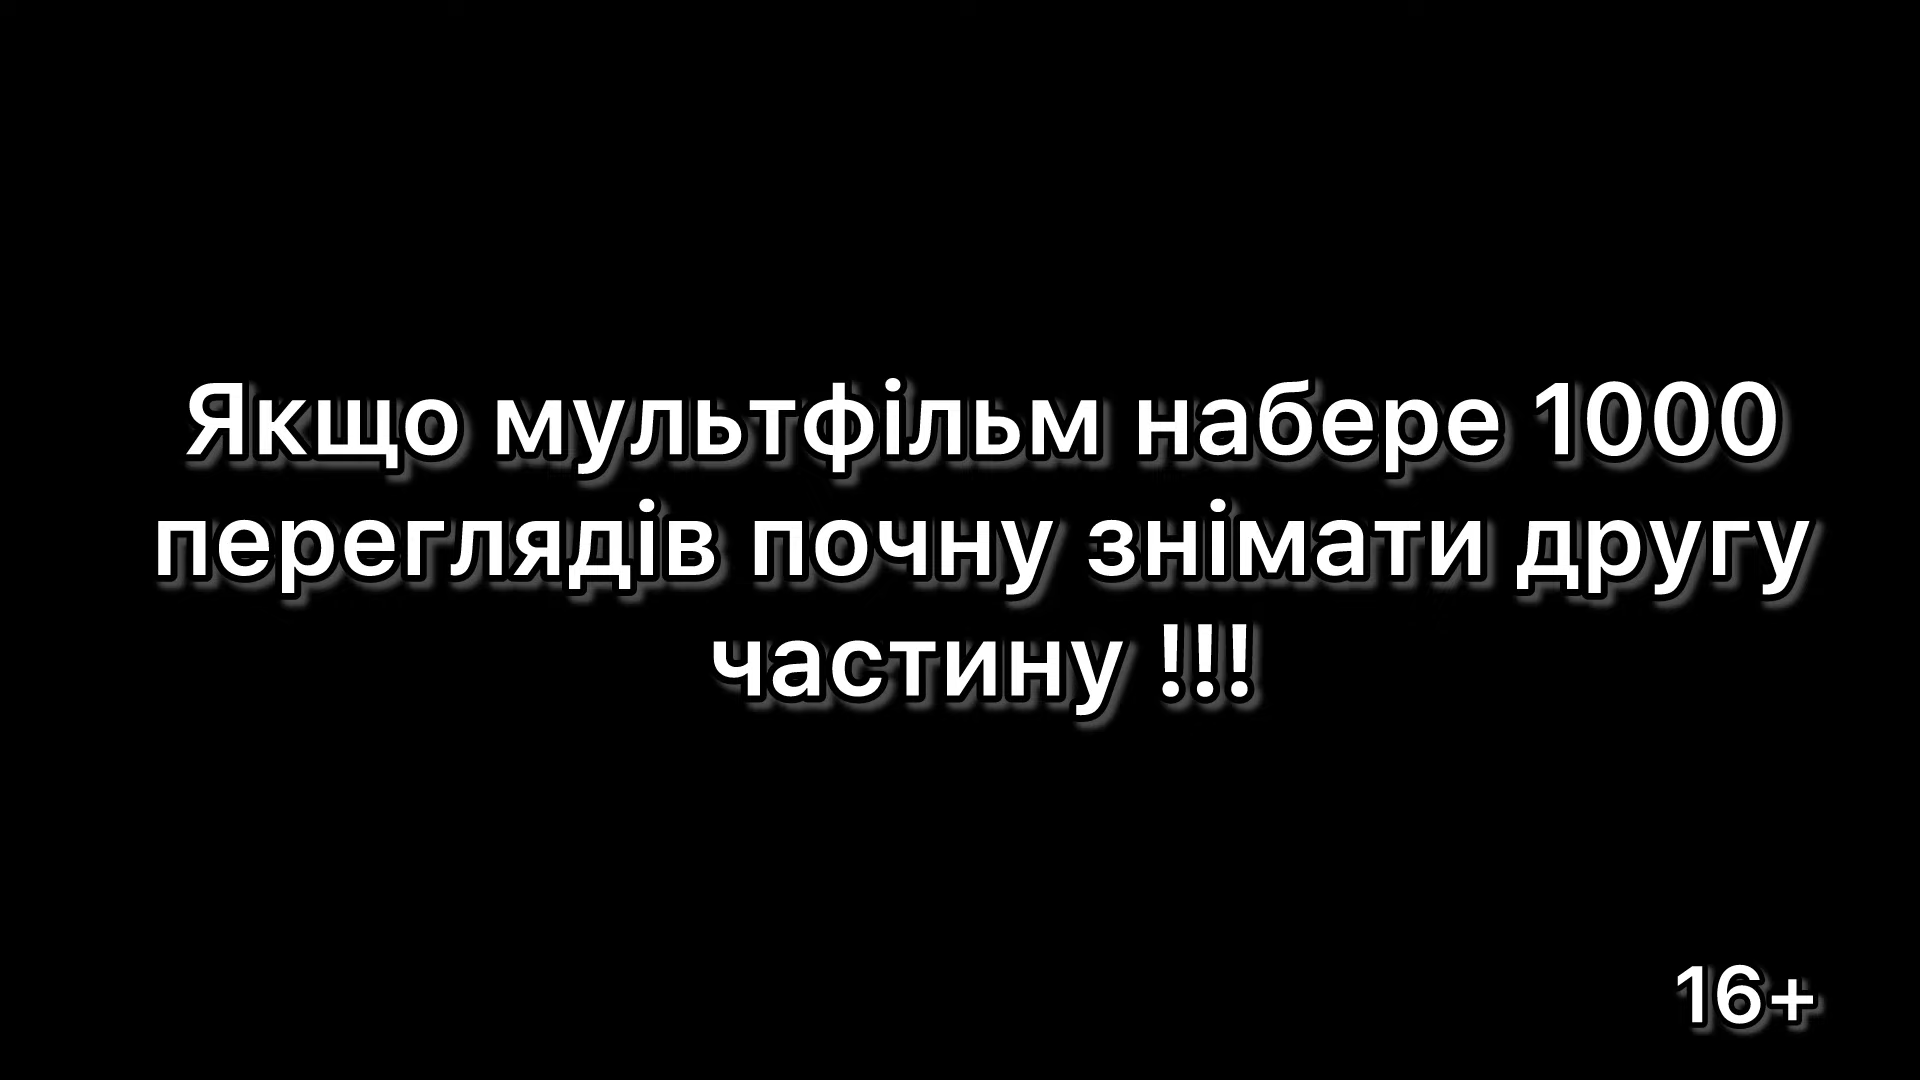 Якщо мультфільм набере 1000
переглядів почну знімати другу
частину !!!
16+